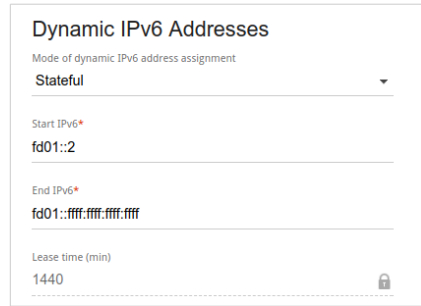 Dynamic IPv6 Addresses
Mode of dynamic IPv6 address assignment
Stateful
Start IPv6*
fd01::2
End IPv6*
fd01::ffff:ffff:ffff:ffff
Lease time (min)
1440